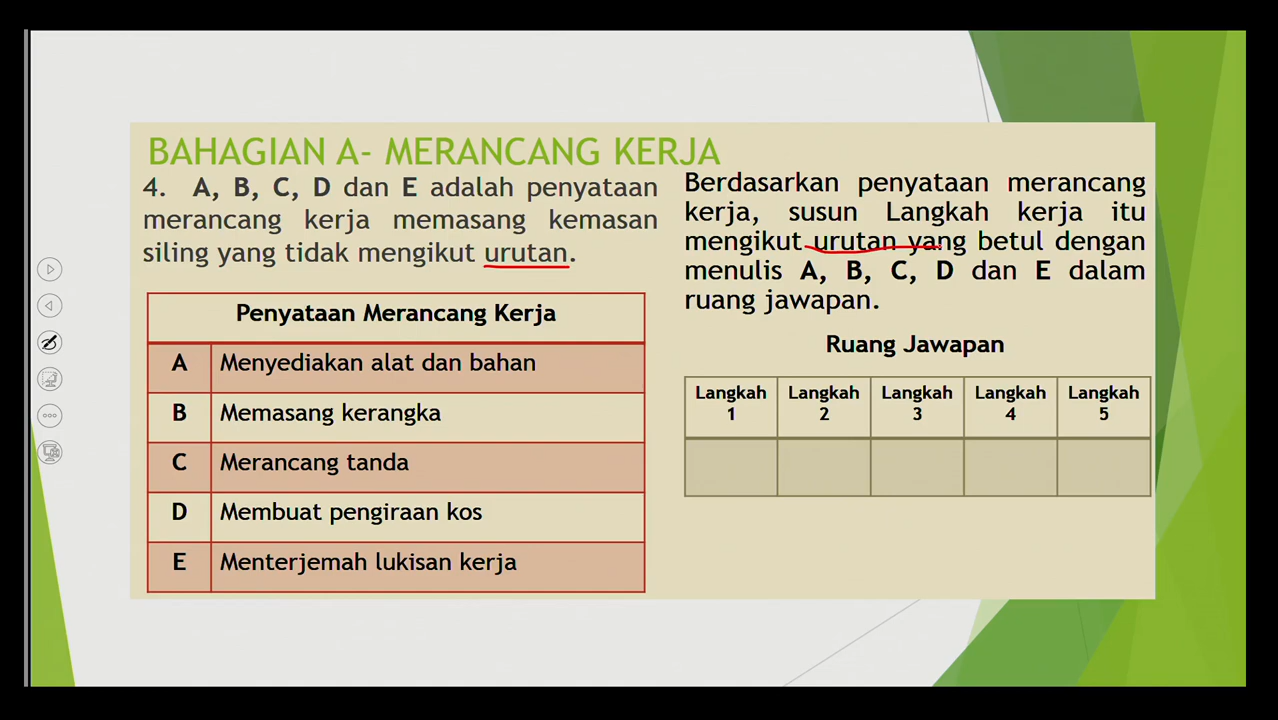 BAHAGIAN A- MERANCANG KERJA
4. A, B, C, D dan E adalah penyataan
merancang kerja memasang kemasan
siling yang tidak mengikut urutan.
Penyataan Merancang Kerja
A Menyediakan alat dan bahan
B Memasang kerangka
C Merancang tanda
D Membuat pengiraan kos
E Menterjemah lukisan kerja
Berdasarkan penyataan merancang
kerja, susun Langkah kerja itu
mengikut urutan yang betul dengan
menulis A, B, C, D dan E dalam
ruang jawapan.
Ruang Jawapan
Langkah Langkah Langkah Langkah Langkah
1 2 3 4 5